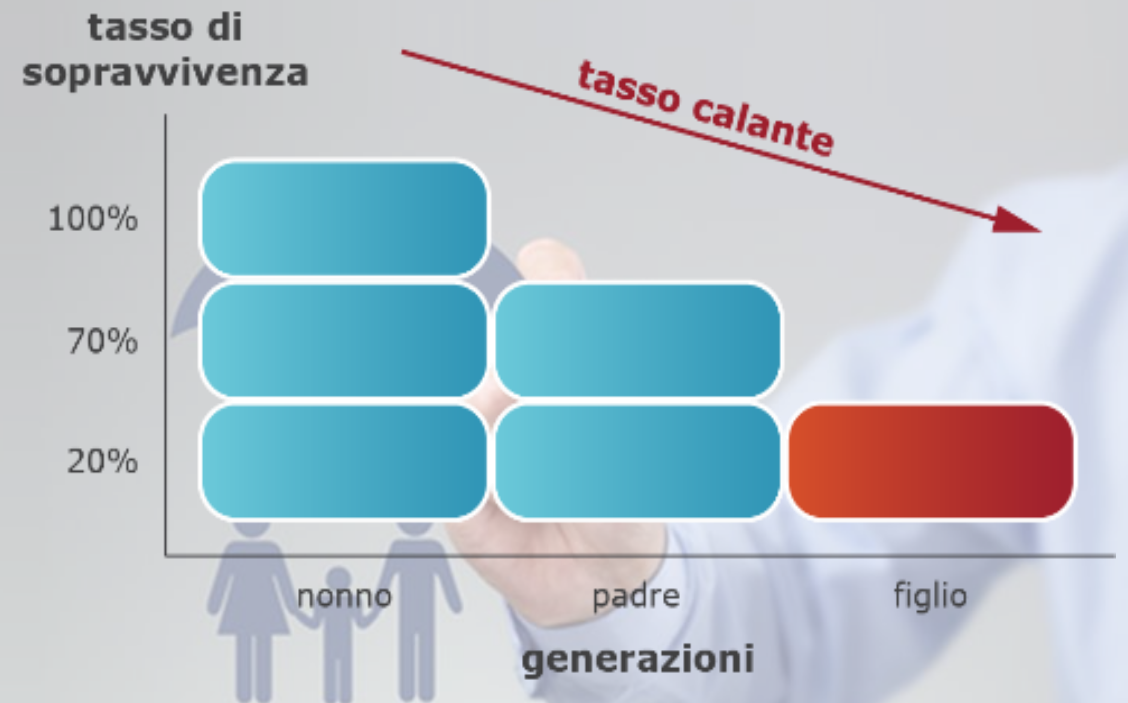 tasso di
sopravvivenza
tasso calante
100%
70%
20%
nonno
padre
figlio
generazioni